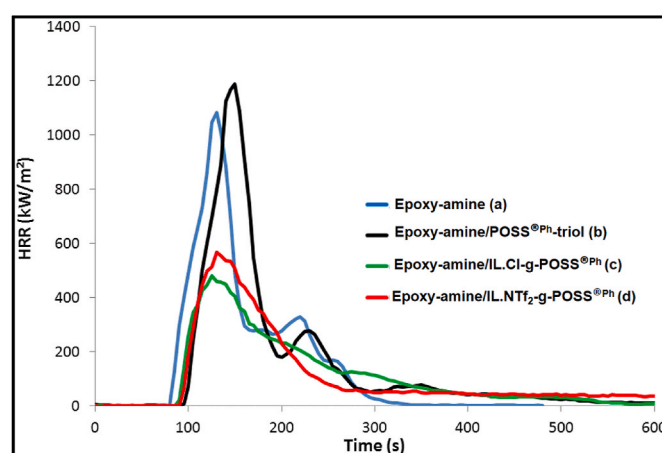 1400
1200
1000
800
600
400
200
0
HRR (kW/m²)
Epoxy-amine (a)
Epoxy-amine/POSS®Ph-triol (b)
Epoxy-amine/IL.Cl-g-POSS®Ph (c)
Epoxy-amine/IL.NTf₂-g-POSS®Ph (d)
0 100 200 300 400 500 600
Time (s)